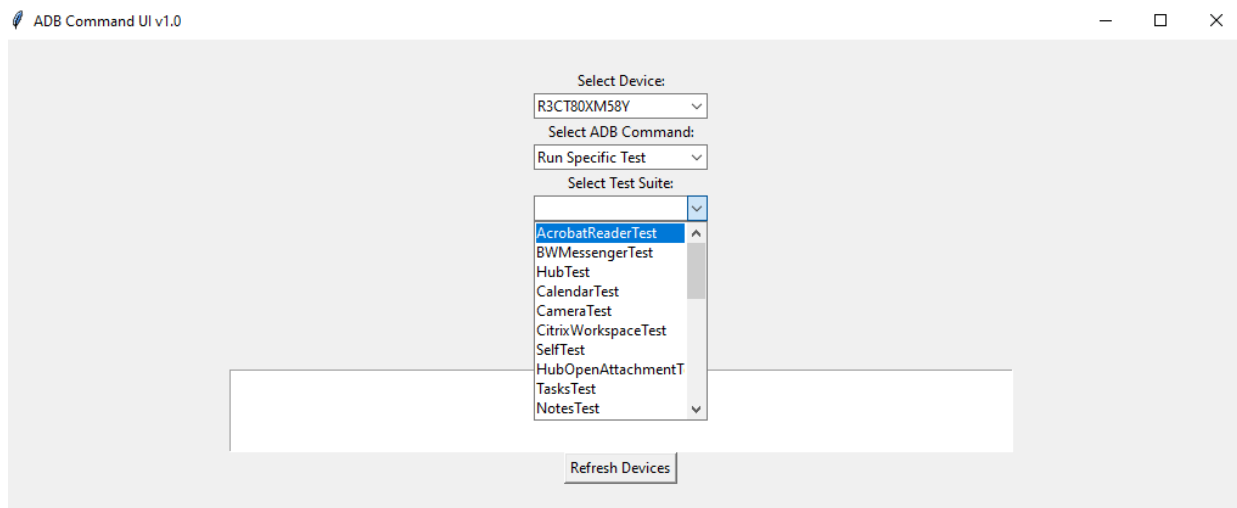 ADB Command UI v1.0
Select Device:
R3CT80XM58Y
Select ADB Command:
Run Specific Test
Select Test Suite:
AcrobatReaderTest
BWMessengerTest
HubTest
CalendarTest
CameraTest
CitrixWorkspaceTest
SelfTest
HubOpenAttachmentT
TasksTest
NotesTest
Refresh Devices